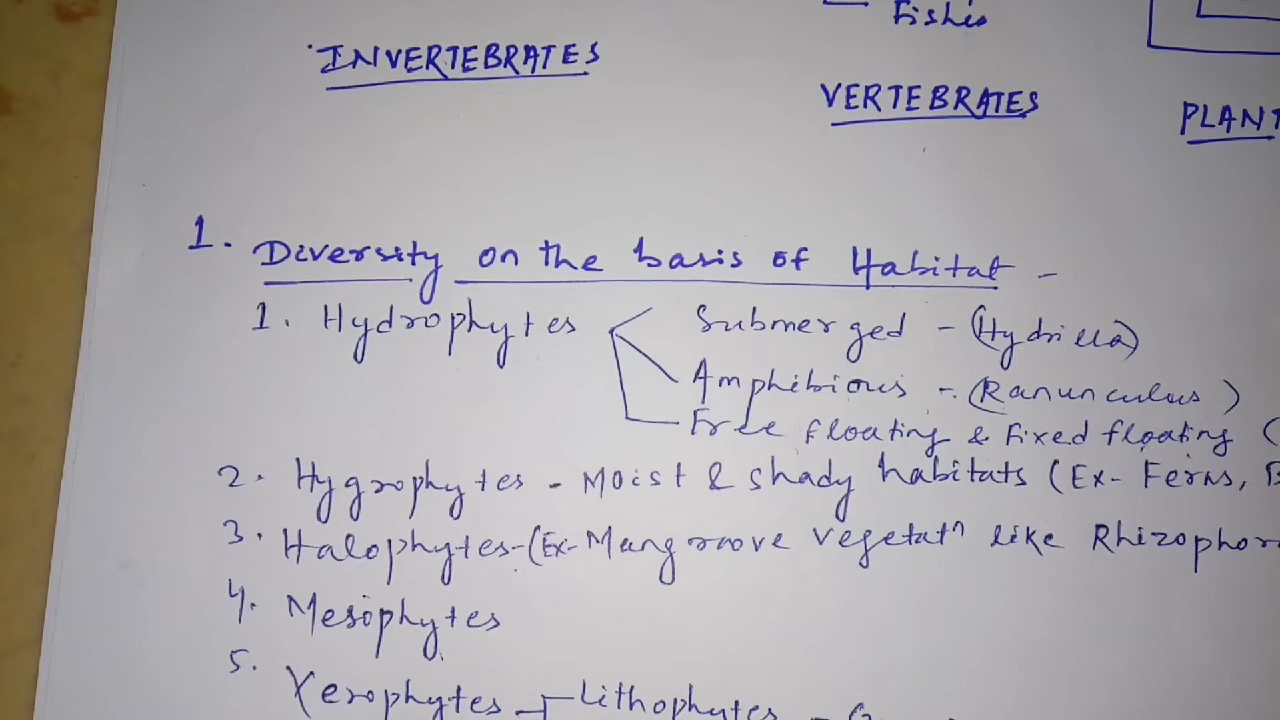 Fishes
INVERTEBRATES
VERTEBRATES
PLANT
1. Diversity on the basis of Habitat -
1. Hydrophytes
Submerged - (Hydrilla)
Amphibious - (Ranunculus)
Free floating & Fixed floating (
2. Hygrophytes - Moist & shady habitats (Ex- Ferns, B
3. Halophytes - (Ex- Mangroove vegetatn like Rhizophor
4. Mesophytes
5. Xerophytes
Lithophytes -